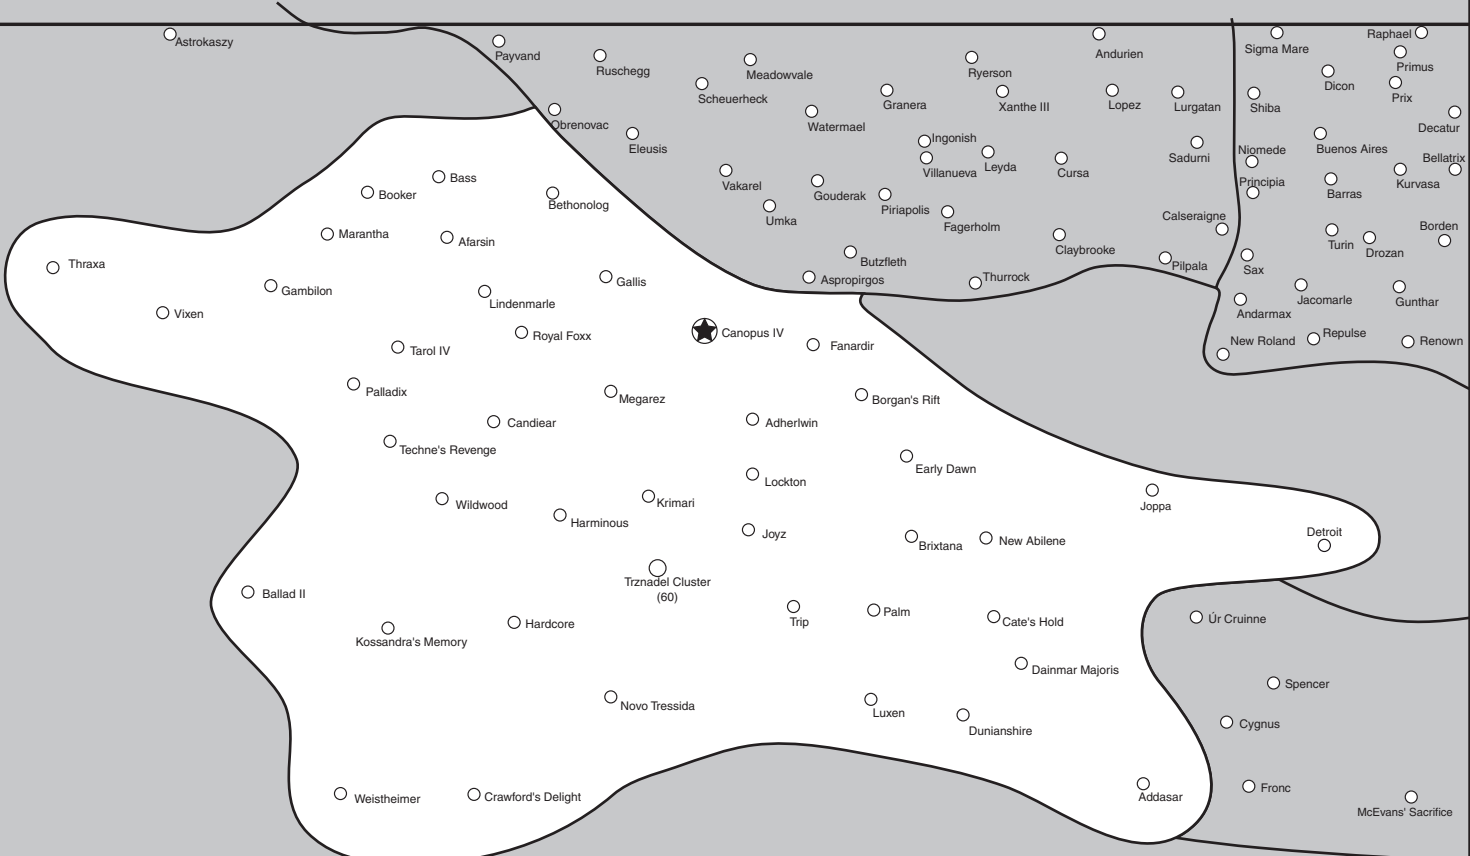 Astrokaszy
Payvand
Ruschegg
Meadowvale
Scheuerheck
Ryerson
Andurien
Sigma Mare
Raphael
Primus
Dicon
Prix
Granera
Xanthe III
Lopez
Lurgatan
Shiba
Decatur
Obrenovac
Watermael
Eleusis
Ingonish
Villanueva
Leyda
Cursa
Sadurni
Niomede
Buenos Aires
Bellatrix
Bass
Booker
Bethonolog
Vakarel
Gouderak
Umka
Piriapolis
Fagerholm
Principia
Barras
Kurvasa
Calseraigne
Marantha
Afarsin
Claybrooke
Turin
Drozan
Borden
Thraxa
Gambilon
Lindenmarle
Gallis
Butzfleth
Aspropirgos
Thurrock
Pilpala
Sax
Jacomarle
Gunthar
Vixen
Andarmax
Tarol IV
Royal Foxx
Canopus IV
Fanardir
New Roland
Repulse
Renown
Palladix
Megarez
Borgan's Rift
Candiear
Adherlwin
Techne's Revenge
Early Dawn
Lockton
Wildwood
Krimari
Harminous
Joppa
Joyz
Brixtana
New Abilene
Detroit
Trznadel Cluster
(60)
Ballad II
Kossandra's Memory
Hardcore
Trip
Palm
Cate's Hold
Úr Cruinne
Dainmar Majoris
Spencer
Novo Tressida
Luxen
Dunianshire
Cygnus
Weistheimer
Crawford's Delight
Addasar
Fronc
McEvans' Sacrifice